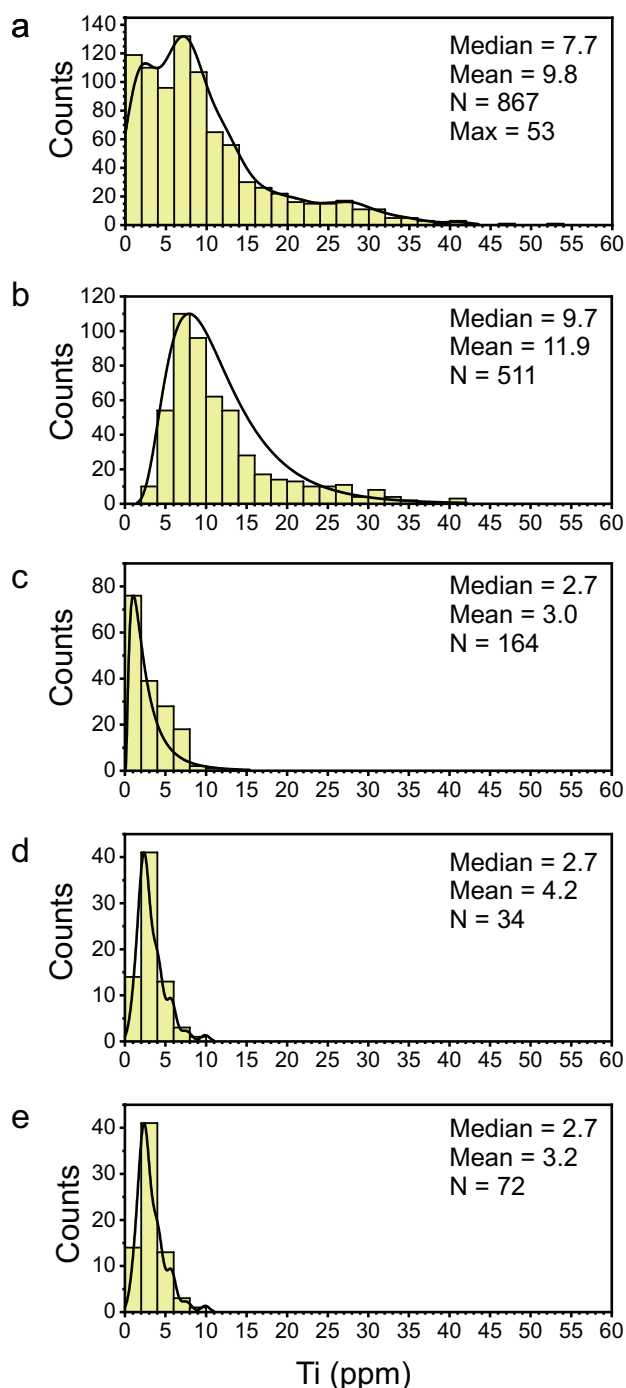 a
140
120
100
80
60
40
20
0
Counts
Median = 7.7
Mean = 9.8
N = 867
Max = 53
0 5 10 15 20 25 30 35 40 45 50 55 60
b
120
100
80
60
40
20
0
Counts
Median = 9.7
Mean = 11.9
N = 511
0 5 10 15 20 25 30 35 40 45 50 55 60
c
80
60
40
20
0
Counts
Median = 2.7
Mean = 3.0
N = 164
0 5 10 15 20 25 30 35 40 45 50 55 60
d
40
30
20
10
0
Counts
Median = 2.7
Mean = 4.2
N = 34
0 5 10 15 20 25 30 35 40 45 50 55 60
e
40
30
20
10
0
Counts
Median = 2.7
Mean = 3.2
N = 72
0 5 10 15 20 25 30 35 40 45 50 55 60
Ti (ppm)